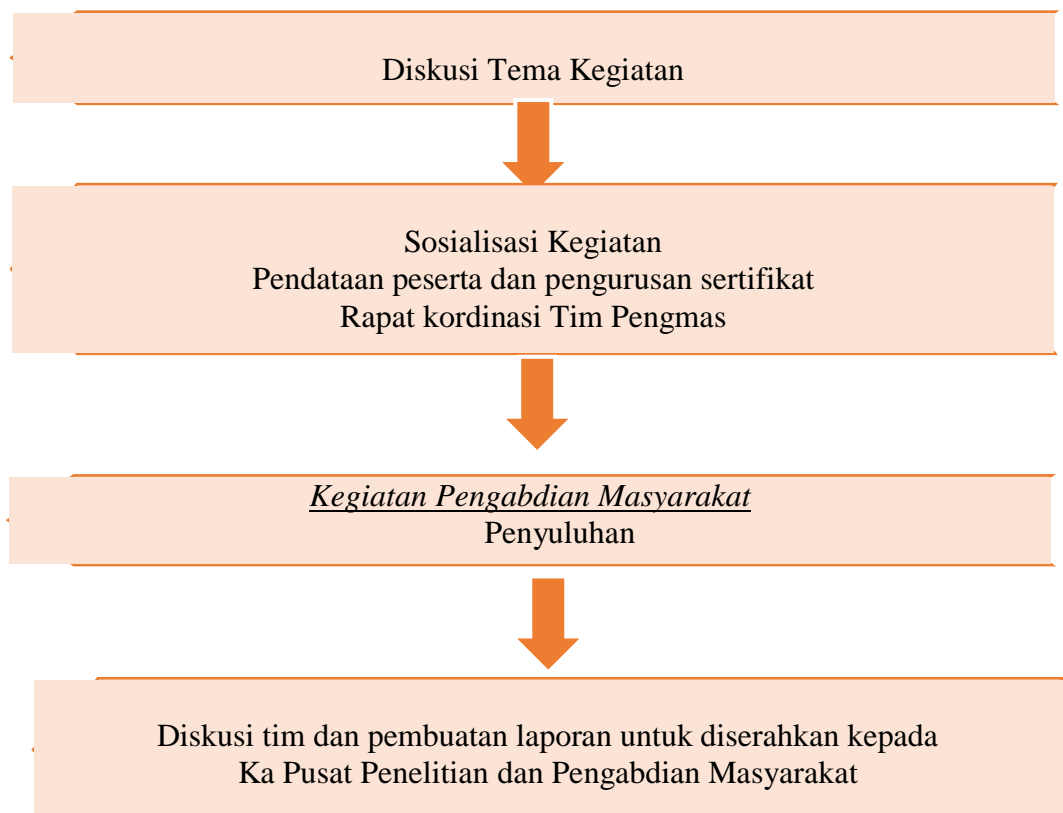 Diskusi Tema Kegiatan
Sosialisasi Kegiatan
Pendataan peserta dan pengurusan sertifikat
Rapat kordinasi Tim Pengmas
Kegiatan Pengabdian Masyarakat
Penyuluhan
Diskusi tim dan pembuatan laporan untuk diserahkan kepada
Ka Pusat Penelitian dan Pengabdian Masyarakat